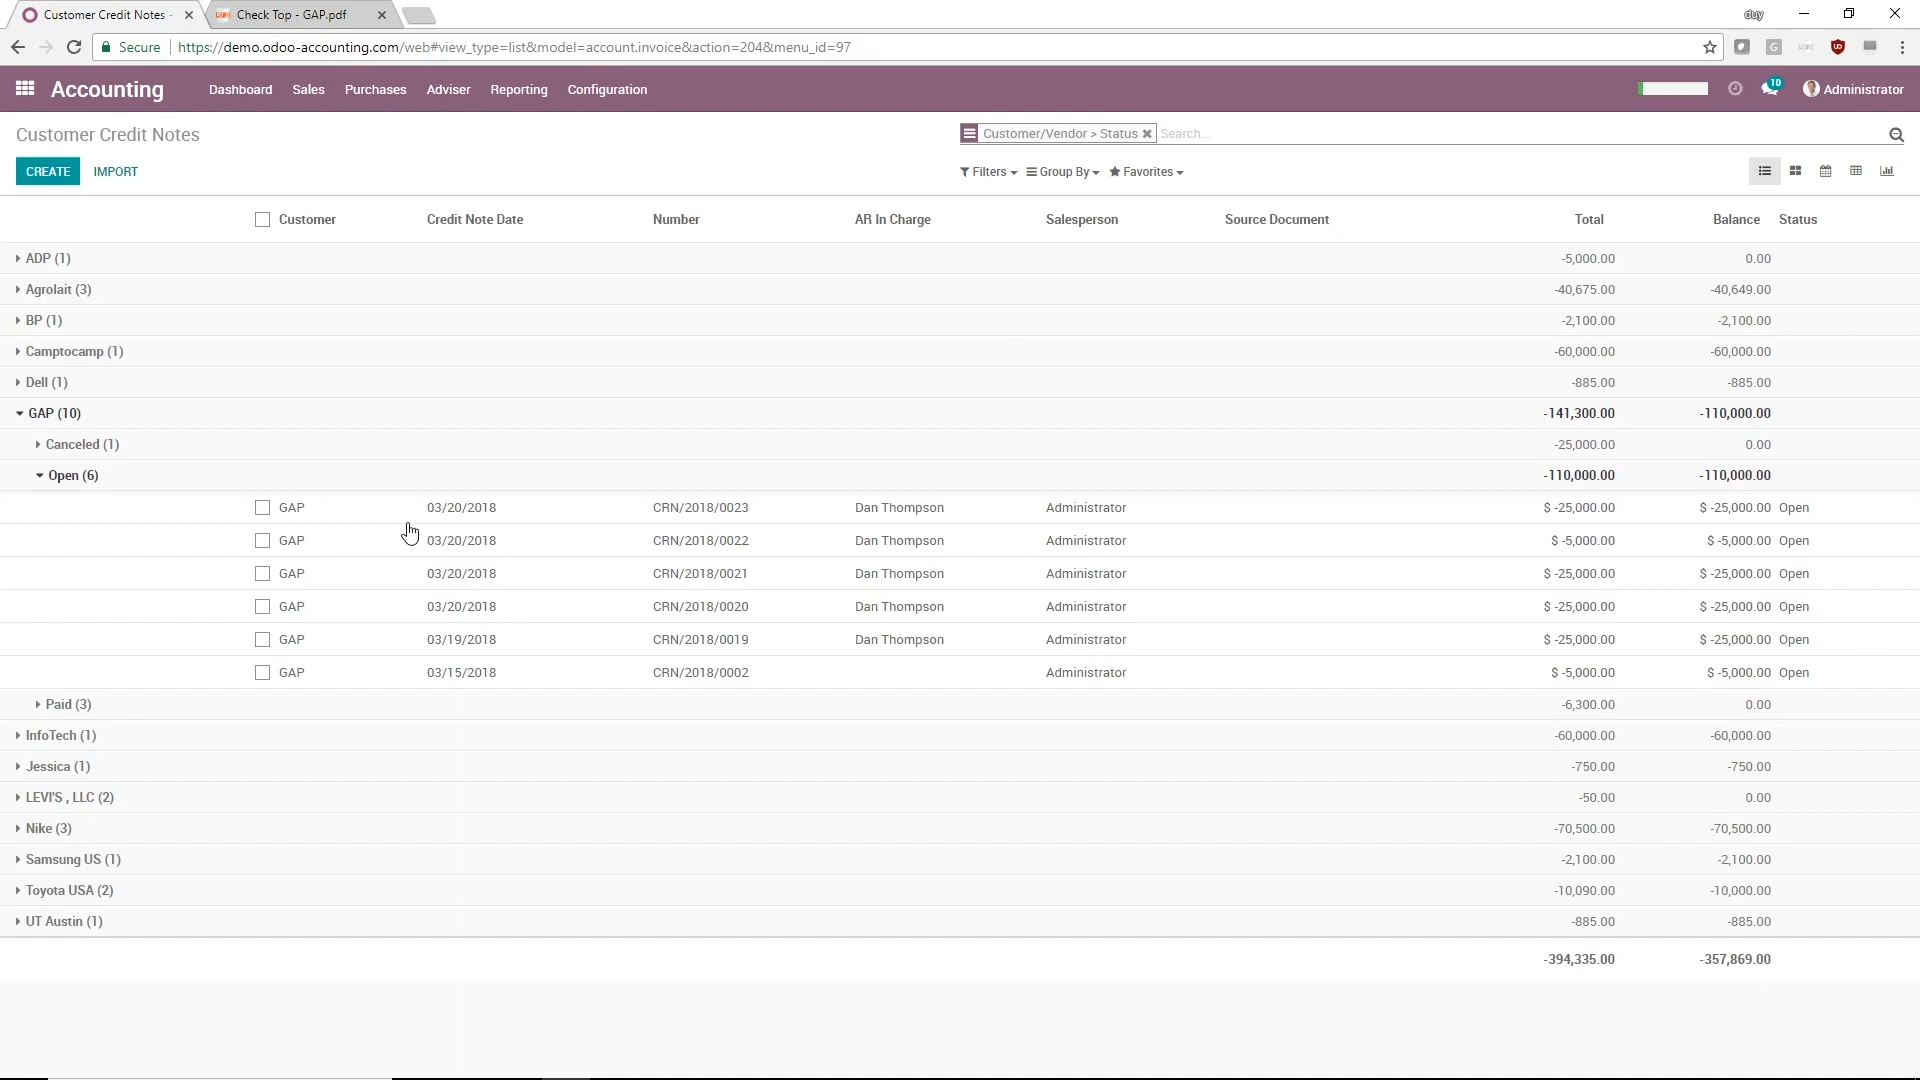 Customer Credit Notes -
Check Top - GAP.pdf
duy
Secure
https://demo.odoo-accounting.com/web#view_type=list&model=account.invoice&action=204&menu_id=97
Accounting Dashboard Sales Purchases Adviser Reporting Configuration 10 Administrator
Customer Credit Notes
Customer/Vendor > Status Search...
CREATE IMPORT
Filters Group By Favorites
Customer Credit Note Date Number AR In Charge Salesperson Source Document Total Balance Status
ADP (1) -5,000.00 0.00
Agrolait (3) -40,675.00 -40,649.00
BP (1) -2,100.00 -2,100.00
Camptocamp (1) -60,000.00 -60,000.00
Dell (1) -885.00 -885.00
GAP (10) -141,300.00 -110,000.00
Canceled (1) -25,000.00 0.00
Open (6) -110,000.00 -110,000.00
GAP 03/20/2018 CRN/2018/0023 Dan Thompson Administrator $ -25,000.00 $ -25,000.00 Open
GAP 03/20/2018 CRN/2018/0022 Dan Thompson Administrator $ -5,000.00 $ -5,000.00 Open
GAP 03/20/2018 CRN/2018/0021 Dan Thompson Administrator $ -25,000.00 $ -25,000.00 Open
GAP 03/20/2018 CRN/2018/0020 Dan Thompson Administrator $ -25,000.00 $ -25,000.00 Open
GAP 03/19/2018 CRN/2018/0019 Dan Thompson Administrator $ -25,000.00 $ -25,000.00 Open
GAP 03/15/2018 CRN/2018/0002 Administrator $ -5,000.00 $ -5,000.00 Open
Paid (3) -6,300.00 0.00
InfoTech (1) -60,000.00 -60,000.00
Jessica (1) -750.00 -750.00
LEVI'S , LLC (2) -50.00 0.00
Nike (3) -70,500.00 -70,500.00
Samsung US (1) -2,100.00 -2,100.00
Toyota USA (2) -10,090.00 -10,000.00
UT Austin (1) -885.00 -885.00
-394,335.00 -357,869.00